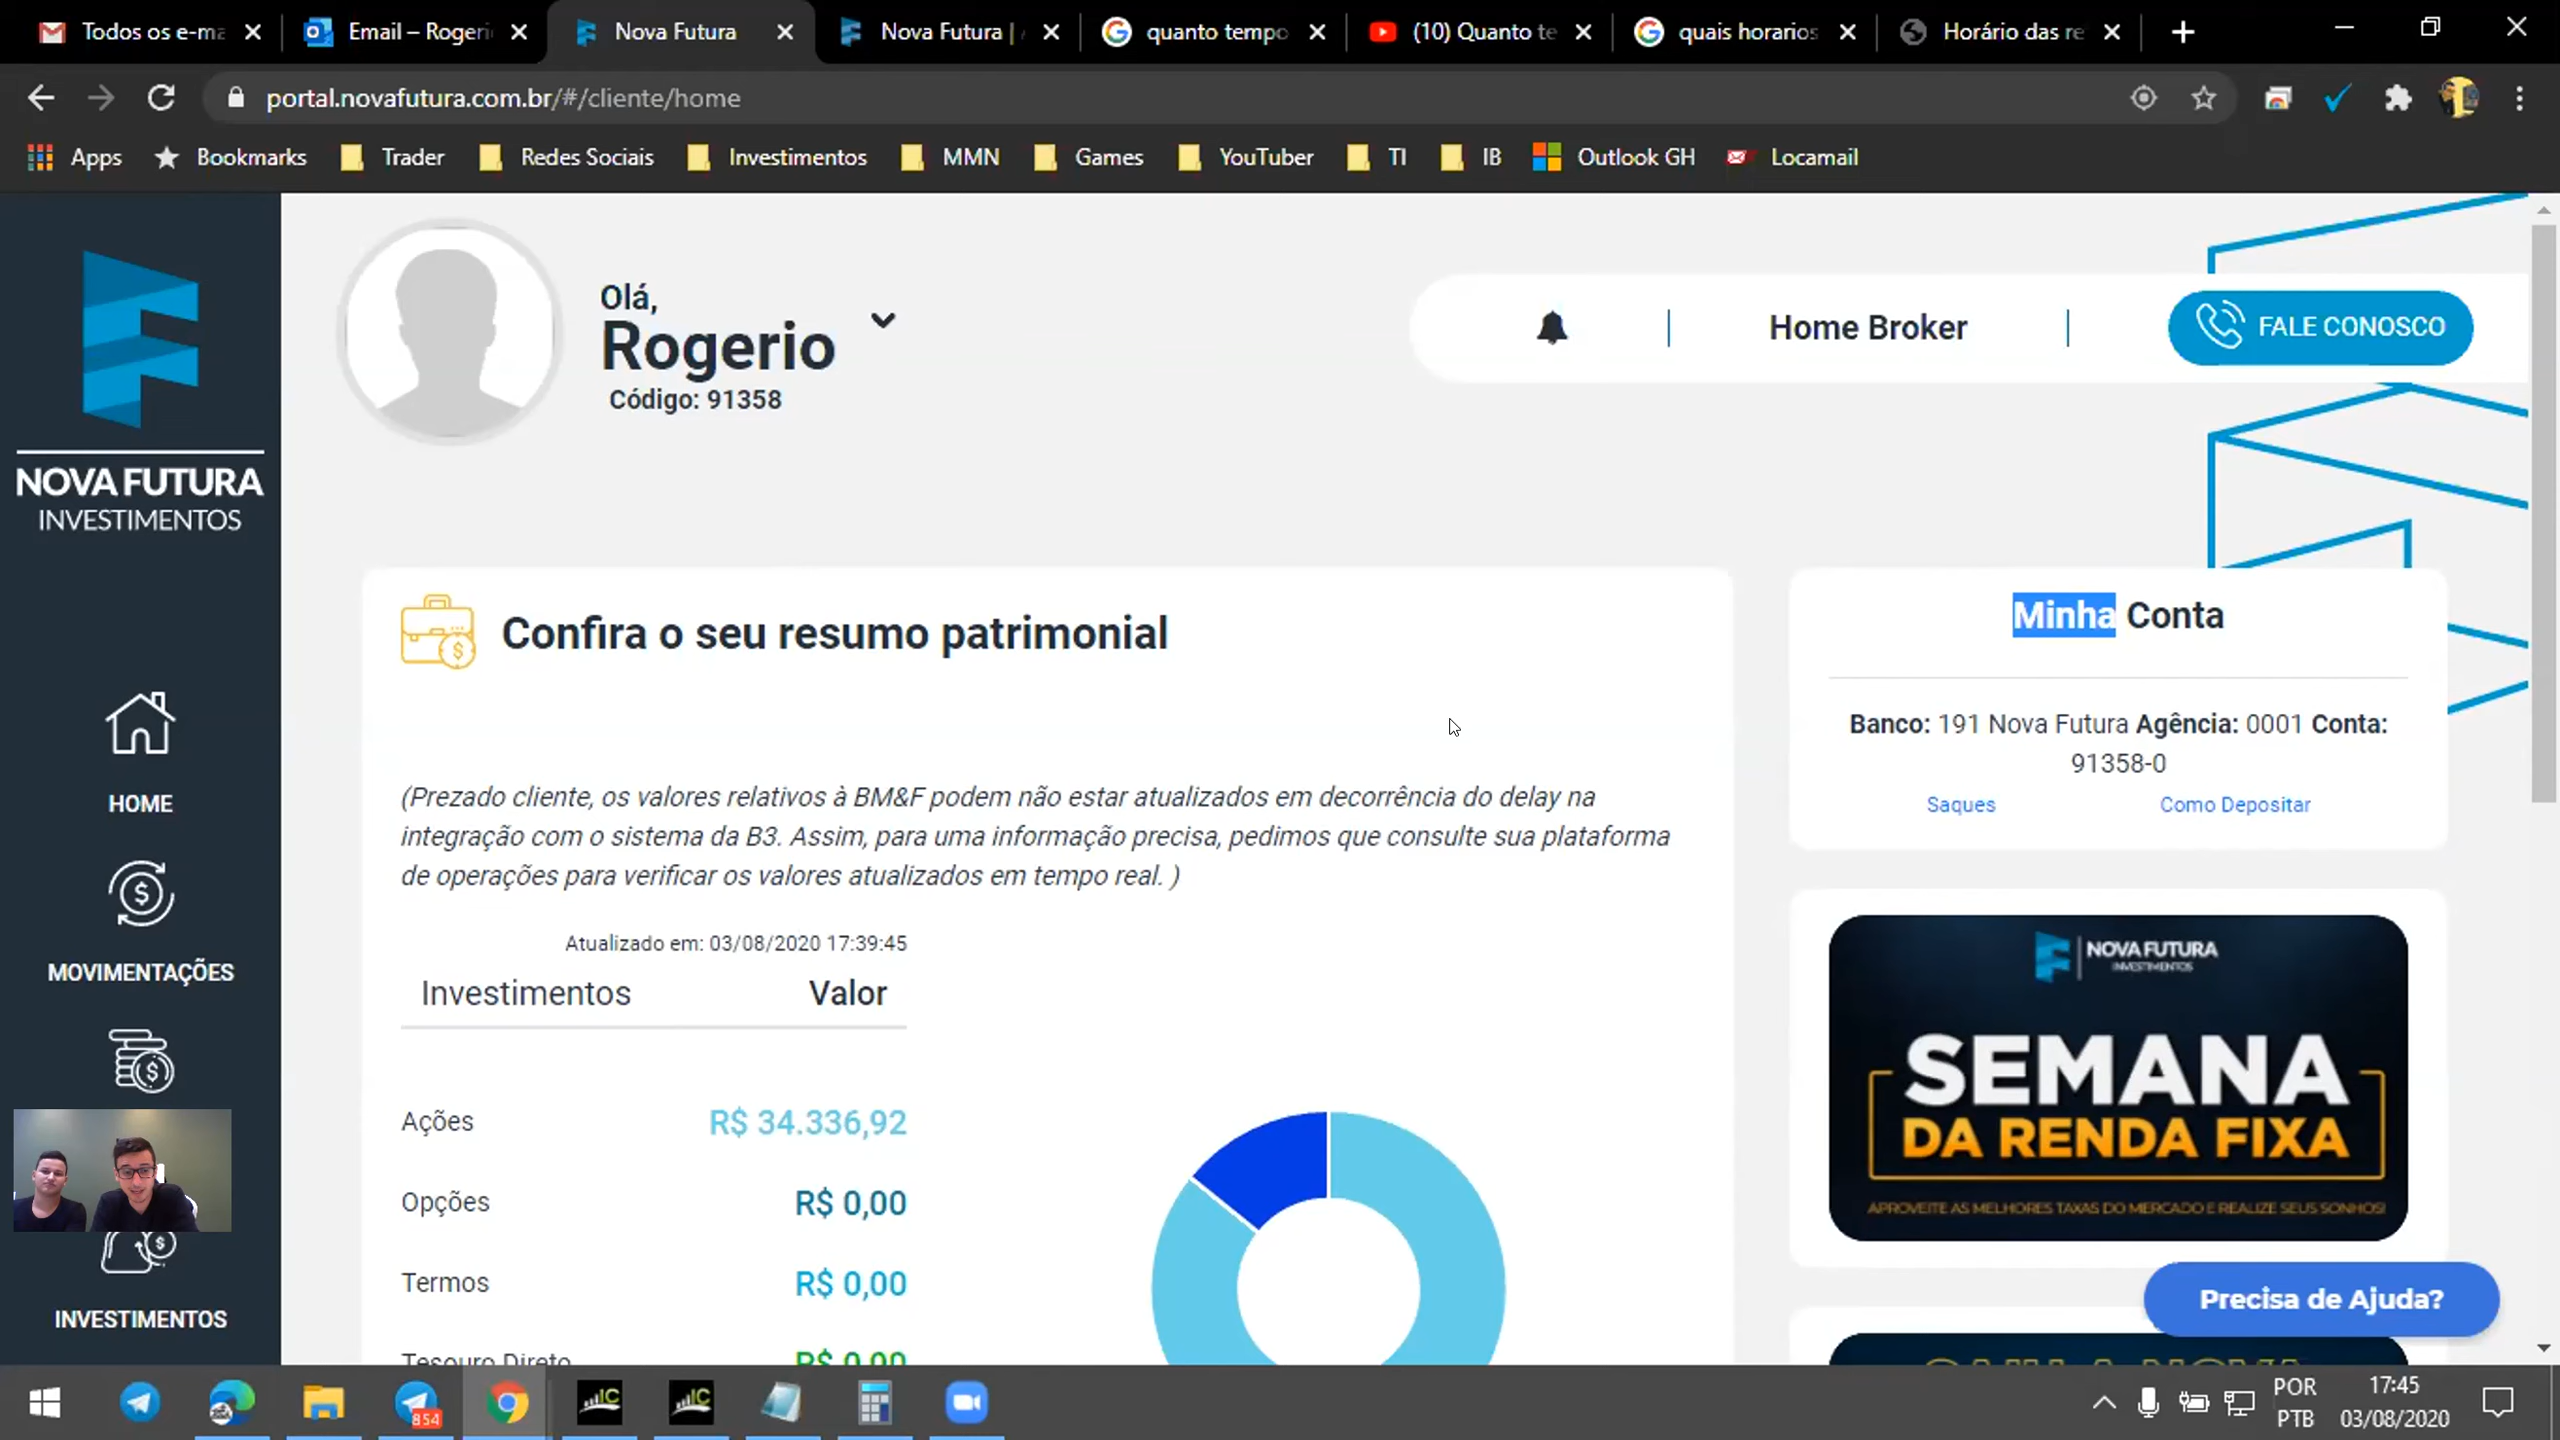 Todos os e-ma
Email – Rogeri
Nova Futura
Nova Futura |
quanto tempo
(10) Quanto te
quais horarios
Horário das re
portal.novafutura.com.br/#/cliente/home
Apps
Bookmarks
Trader
Redes Sociais
Investimentos
MMN
Games
YouTuber
TI
IB
Outlook GH
Locamail
NOVA FUTURA
INVESTIMENTOS
HOME
MOVIMENTAÇÕES
INVESTIMENTOS
Olá,
Rogerio
Código: 91358
Home Broker
FALE CONOSCO
Confira o seu resumo patrimonial
(Prezado cliente, os valores relativos à BM&F podem não estar atualizados em decorrência do delay na
integração com o sistema da B3. Assim, para uma informação precisa, pedimos que consulte sua plataforma
de operações para verificar os valores atualizados em tempo real. )
Atualizado em: 03/08/2020 17:39:45
Investimentos Valor
Ações R$ 34.336,92
Opções R$ 0,00
Termos R$ 0,00
Tesouro Direto R$ 0,00
Minha Conta
Banco: 191 Nova Futura Agência: 0001 Conta:
91358-0
Saques Como Depositar
NOVA FUTURA
INVESTIMENTOS
SEMANA
DA RENDA FIXA
APROVEITE AS MELHORES TAXAS DO MERCADO E REALIZE SEUS SONHOS!
Precisa de Ajuda?
854
IC
IC
POR
PTB
17:45
03/08/2020